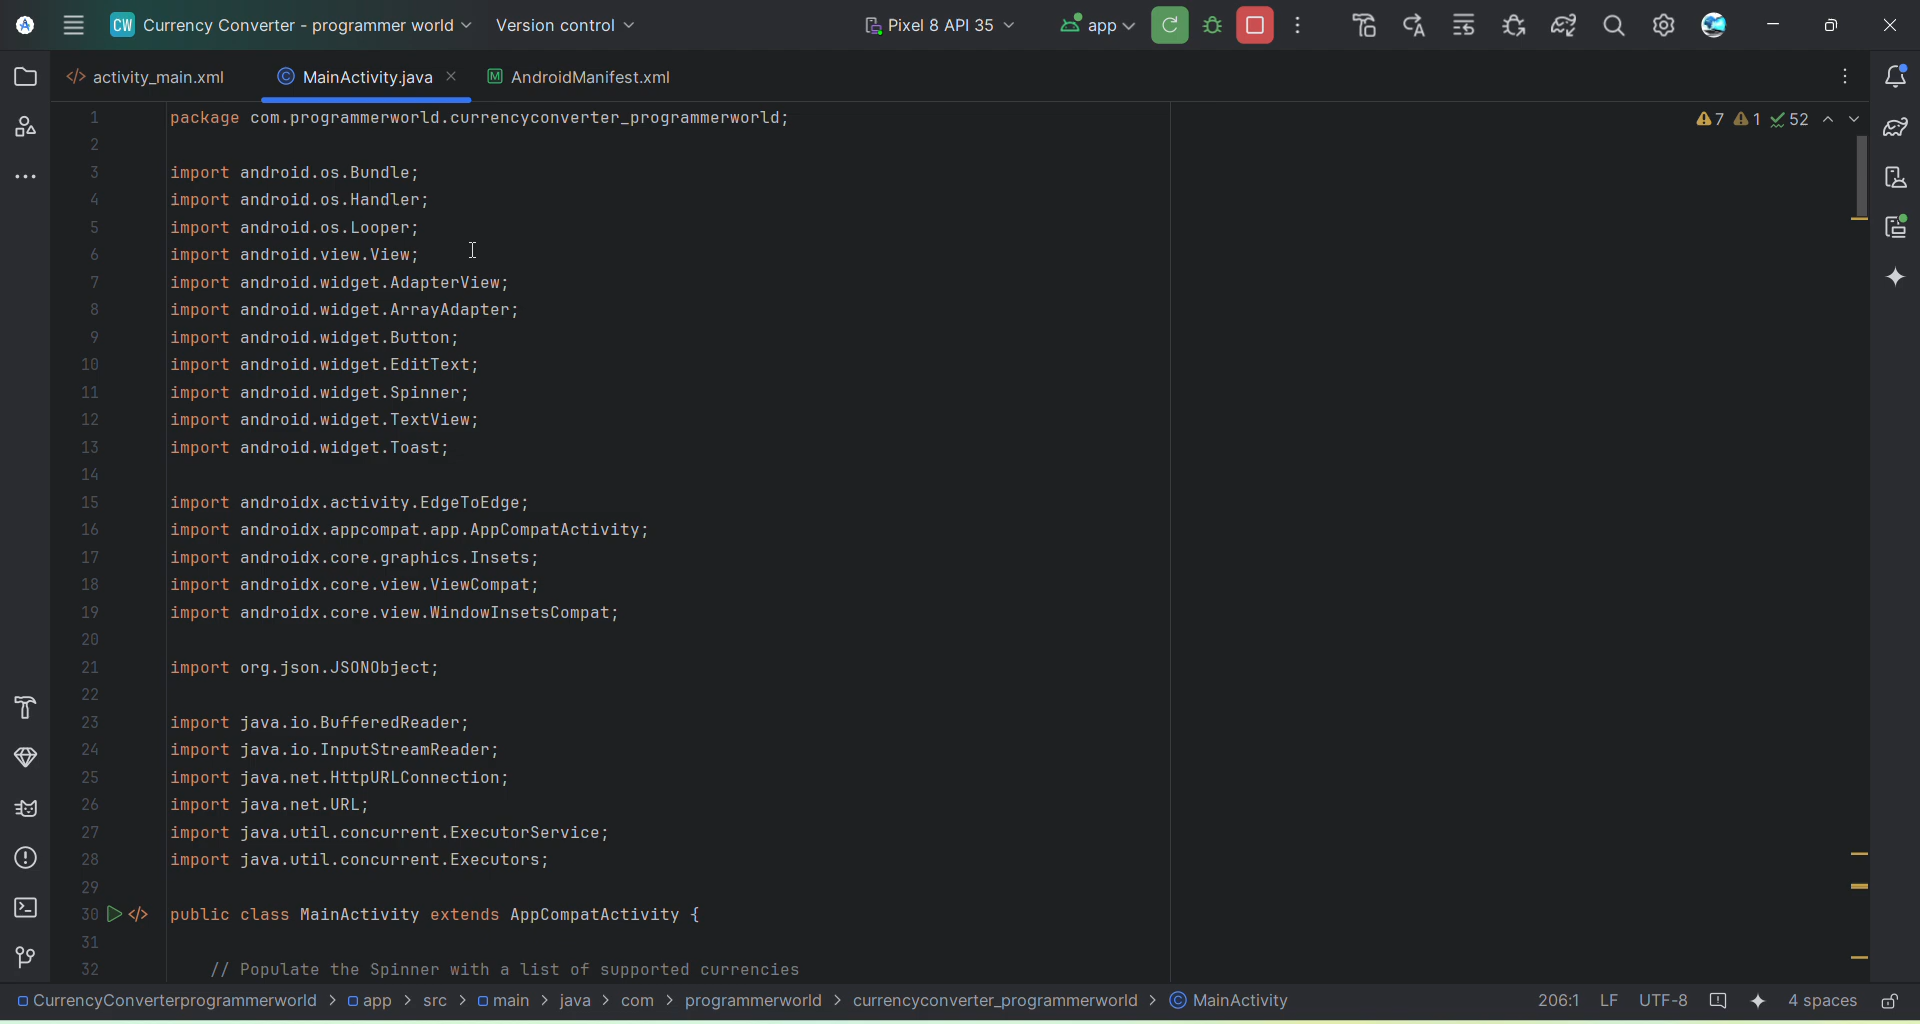 CW Currency Converter - programmer world Version control Pixel 8 API 35 app
activity_main.xml MainActivity.java AndroidManifest.xml
1 package com.programmerworld.currencyconverter_programmerworld; 7 1 52
2
3 import android.os.Bundle;
4 import android.os.Handler;
5 import android.os.Looper;
6 import android.view.View;
7 import android.widget.AdapterView;
8 import android.widget.ArrayAdapter;
9 import android.widget.Button;
10 import android.widget.EditText;
11 import android.widget.Spinner;
12 import android.widget.TextView;
13 import android.widget.Toast;
14
15 import androidx.activity.EdgeToEdge;
16 import androidx.appcompat.app.AppCompatActivity;
17 import androidx.core.graphics.Insets;
18 import androidx.core.view.ViewCompat;
19 import androidx.core.view.WindowInsetsCompat;
20
21 import org.json.JSONObject;
22
23 import java.io.BufferedReader;
24 import java.io.InputStreamReader;
25 import java.net.HttpURLConnection;
26 import java.net.URL;
27 import java.util.concurrent.ExecutorService;
28 import java.util.concurrent.Executors;
29
30 </> public class MainActivity extends AppCompatActivity {
31
32 // Populate the Spinner with a list of supported currencies
CurrencyConverterprogrammerworld > app > src > main > java > com > programmerworld > currencyconverter_programmerworld > MainActivity 206:1 LF UTF-8 4 spaces